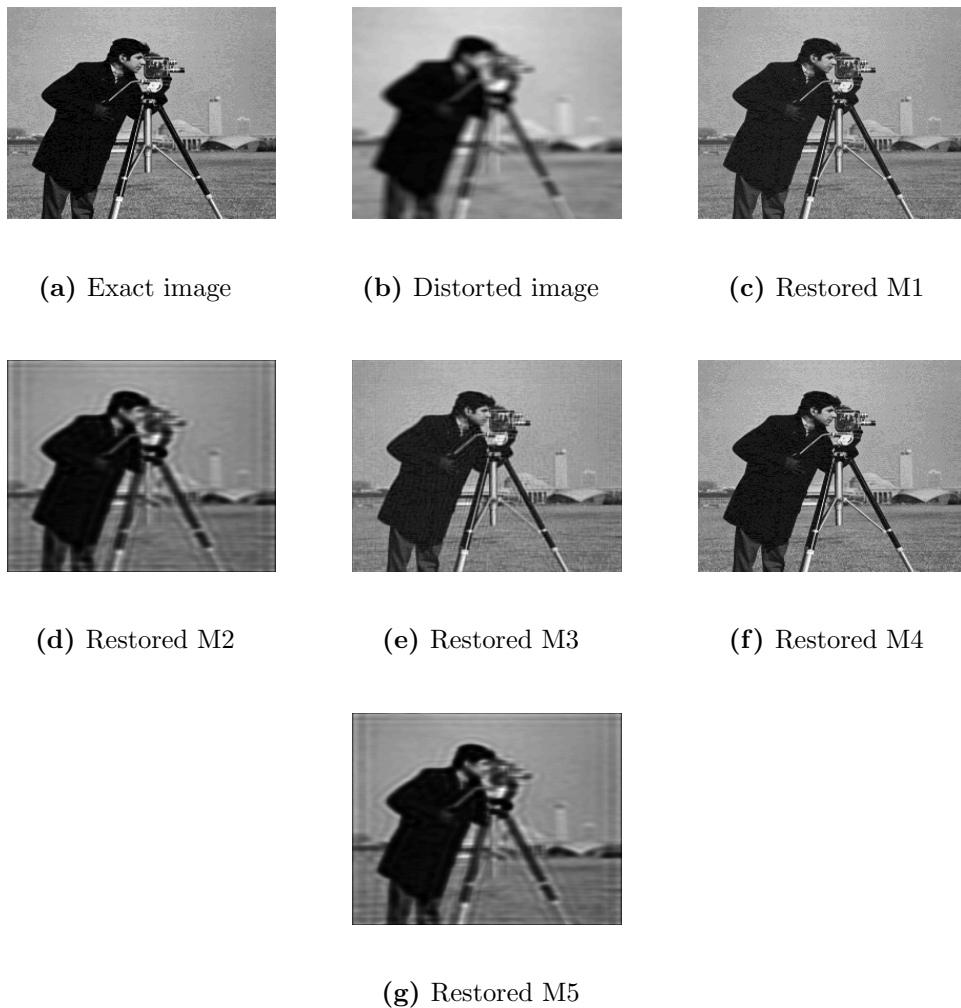 (a) Exact image
(b) Distorted image
(c) Restored M1
(d) Restored M2
(e) Restored M3
(f) Restored M4
(g) Restored M5